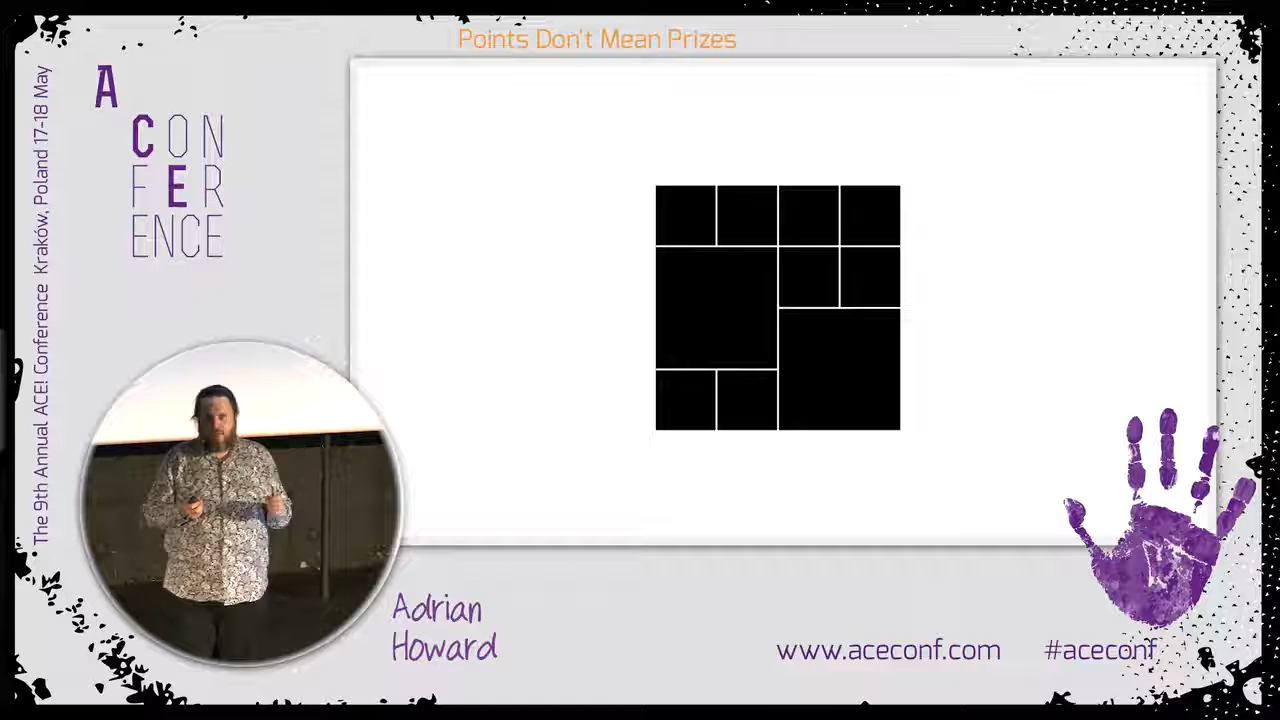 Points Don't Mean Prizes
The 9th Annual ACE! Conference Kraków, Poland 17-18 May
A
CON
FER
ENCE
Adrian
Howard
www.aceconf.com #aceconf